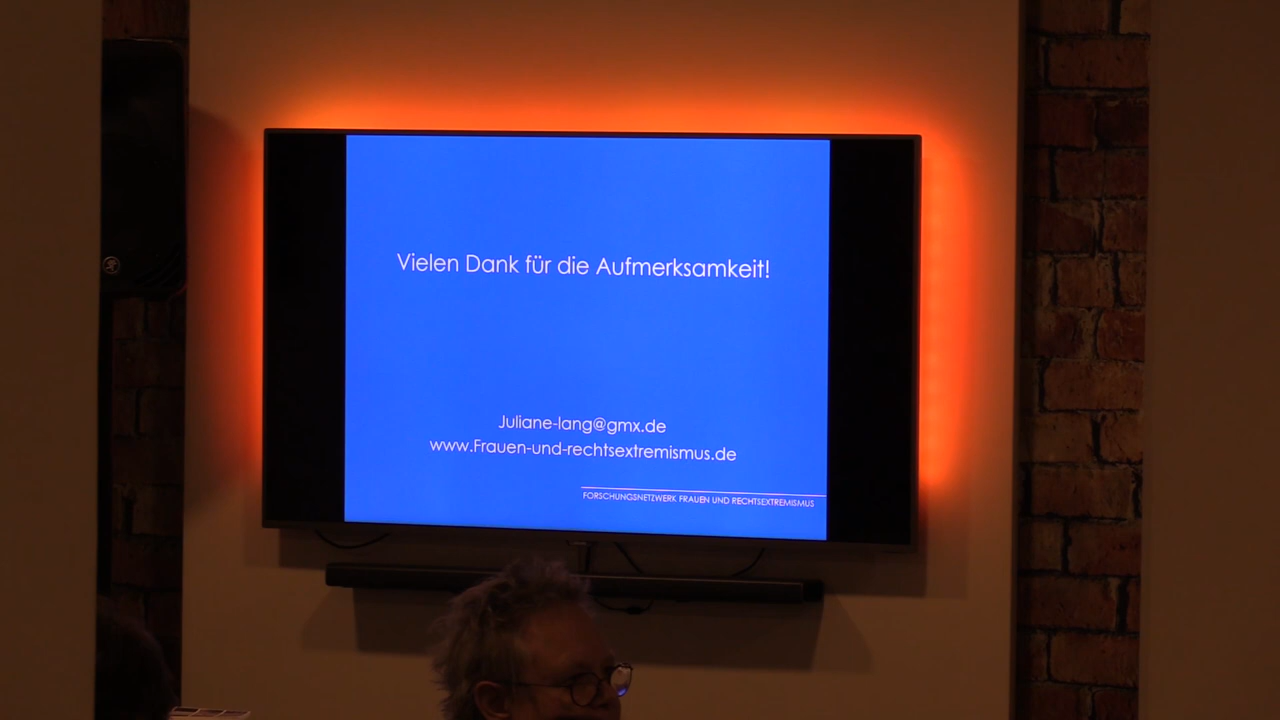 Vielen Dank für die Aufmerksamkeit!
Juliane-lang@gmx.de
www.Frauen-und-rechtsextremismus.de
FORSCHUNGSNETZWERK FRAUEN UND RECHTSEXTREMISMUS